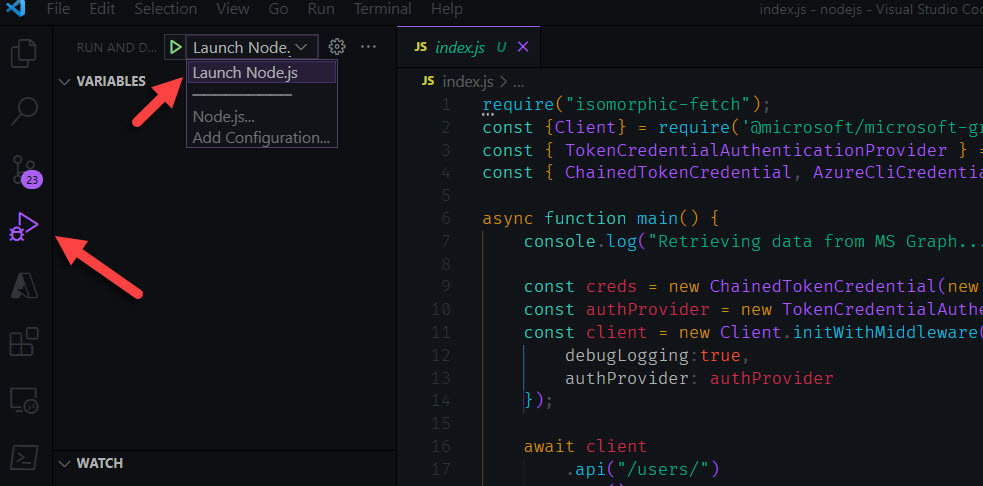 File Edit Selection View Go Run Terminal Help
index.js - nodejs - Visual Studio Co
RUN AND D...
Launch Node.
Launch Node.js
Node.js...
Add Configuration...
VARIABLES
23
WATCH
JS index.js U
JS index.js > ...
1 require("isomorphic-fetch");
2 const {Client} = require('@microsoft/microsoft-gr
3 const { TokenCredentialAuthenticationProvider } =
4 const { ChainedTokenCredential, AzureCliCredentia
5
6 async function main() {
7 console.log("Retrieving data from MS Graph...
8
9 const creds = new ChainedTokenCredential(new
10 const authProvider = new TokenCredentialAuthe
11 const client = new Client.initWithMiddleware(
12 debugLogging:true,
13 authProvider: authProvider
14 });
15
16 await client
17 .api("/users/")